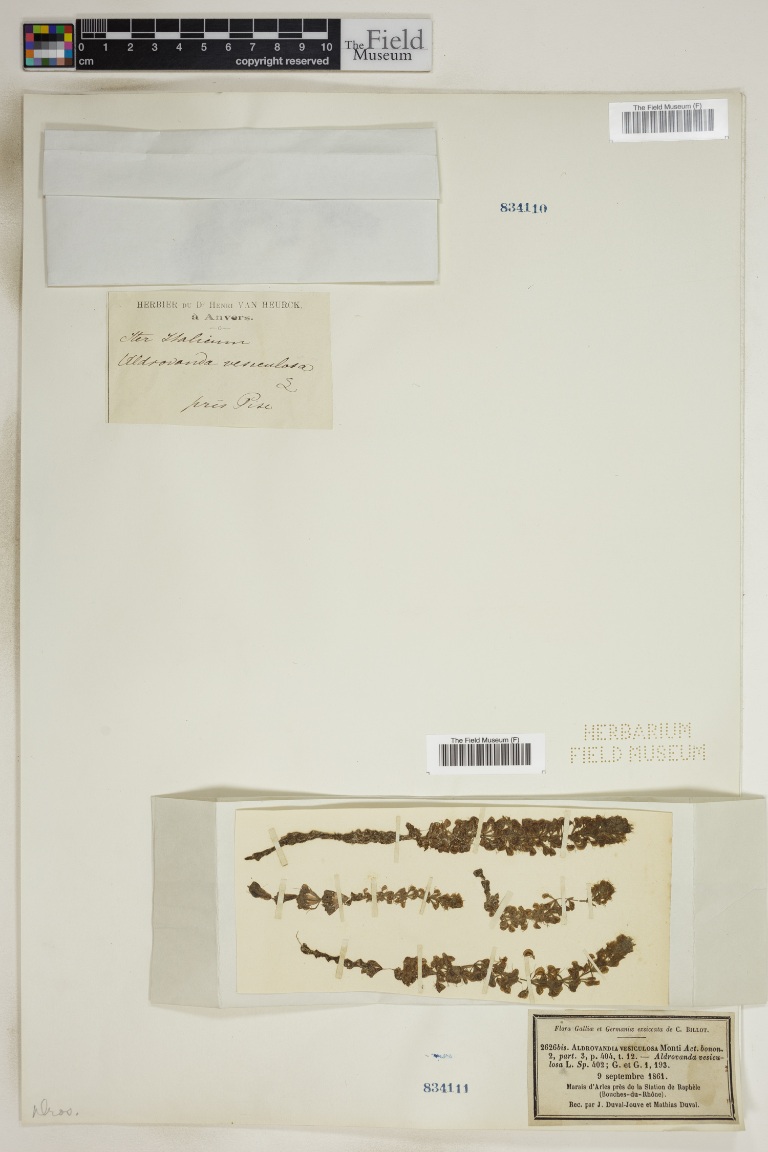 0 1 2 3 4 5 6 7 8 9 10
cm
copyright reserved
The Field
Museum
The Field Museum (F)
834110
HERBIER DU Dr HENRI VAN HEURCK.
à Anvers.
Iter Italicum
Aldrovanda vesiculosa
L
près Pise
The Field Museum (F)
HERBARIUM
FIELD MUSEUM
Flora Galliæ et Germaniæ exsiccata de C. BILLOT.
2626bis. ALDROVANDIA VESICULOSA Monti Act. bonon.
2, part. 3, p. 404, t. 12. — Aldrovanda vesicu-
losa L. Sp. 402; G. et G. 1, 193.
9 septembre 1861.
Marais d'Arles près de la Station de Raphèle
(Bouches-du-Rhône).
Rec. par J. Duval-Jouve et Mathias Duval.
834111